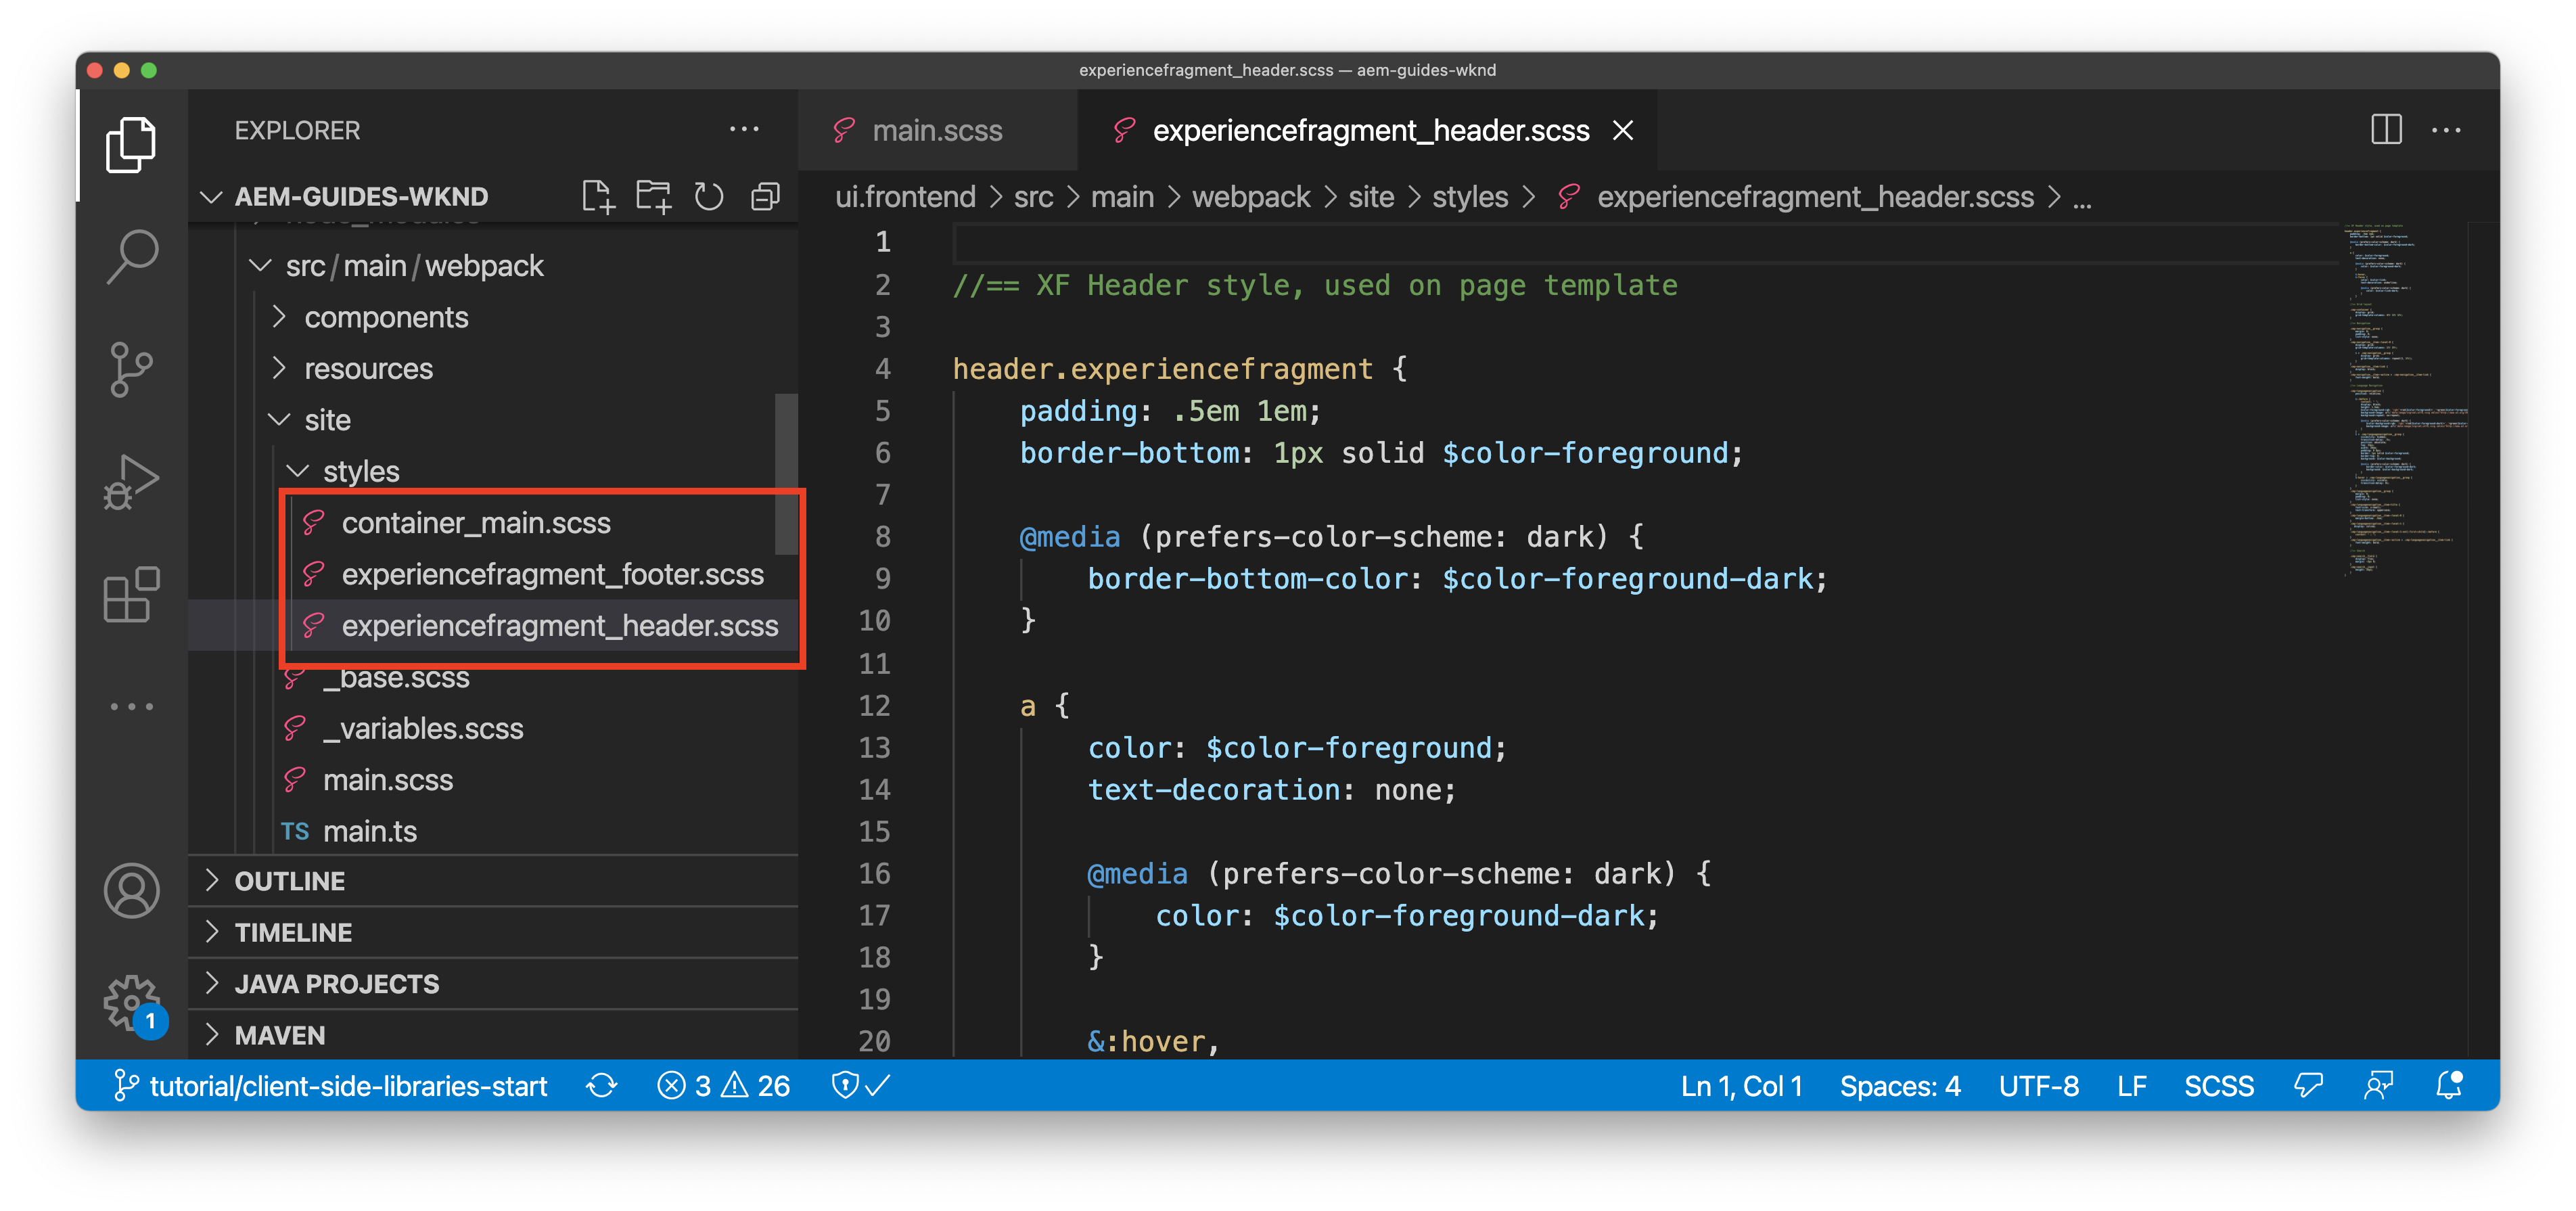 experiencefragment_header.scss — aem-guides-wknd
EXPLORER
main.scss
experiencefragment_header.scss
AEM-GUIDES-WKND
ui.frontend > src > main > webpack > site > styles > experiencefragment_header.scss > ...
node_modules
src/main/webpack
components
resources
site
styles
container_main.scss
experiencefragment_footer.scss
experiencefragment_header.scss
_base.scss
_variables.scss
main.scss
TS main.ts
OUTLINE
TIMELINE
JAVA PROJECTS
MAVEN
1
1
2 //== XF Header style, used on page template
3
4 header.experiencefragment {
5 padding: .5em 1em;
6 border-bottom: 1px solid $color-foreground;
7
8 @media (prefers-color-scheme: dark) {
9 border-bottom-color: $color-foreground-dark;
10 }
11
12 a {
13 color: $color-foreground;
14 text-decoration: none;
15
16 @media (prefers-color-scheme: dark) {
17 color: $color-foreground-dark;
18 }
19
20 &:hover,
tutorial/client-side-libraries-start 3 26 Ln 1, Col 1 Spaces: 4 UTF-8 LF SCSS